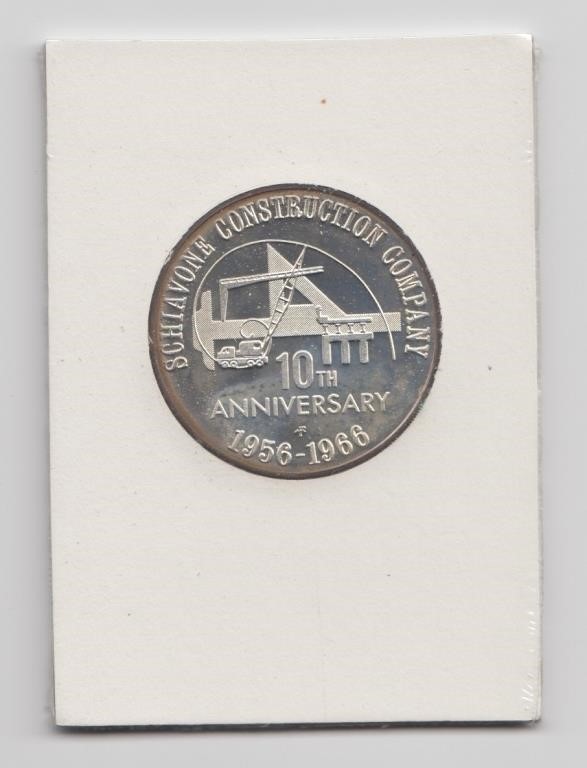 SCHIAVONE CONSTRUCTION COMPANY
10TH
ANNIVERSARY
1956-1966